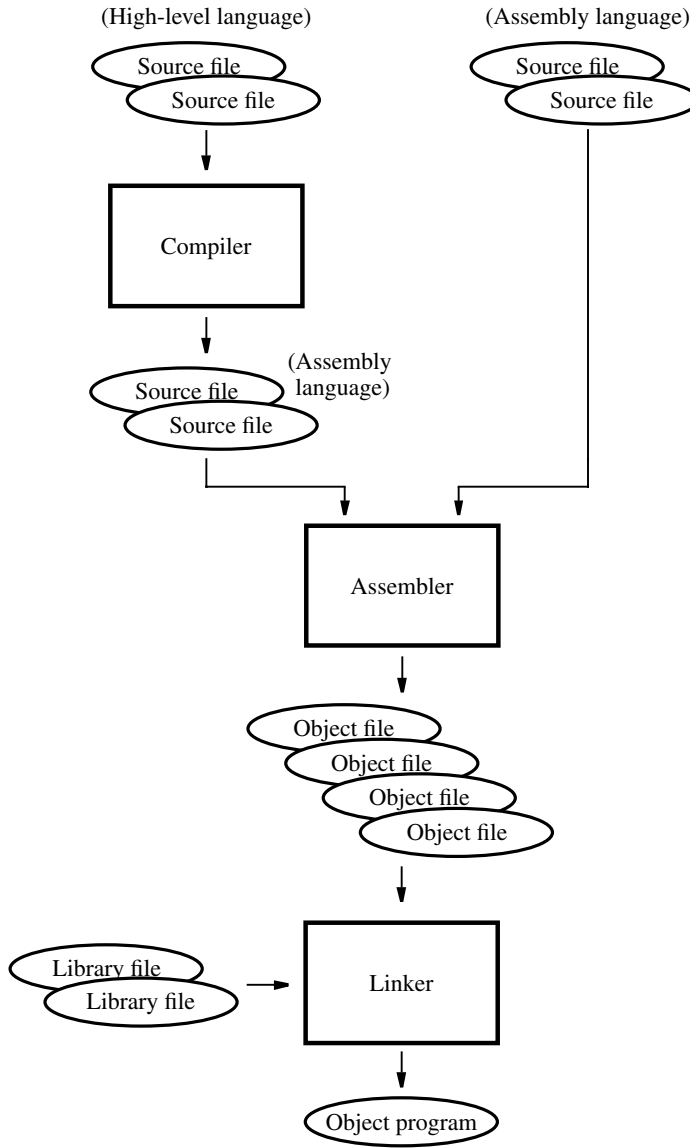 (High-level language)
(Assembly language)
Source file
Source file
Source file
Source file
Compiler
(Assembly
language)
Source file
Source file
Assembler
Object file
Object file
Object file
Object file
Library file
Library file
Linker
Object program